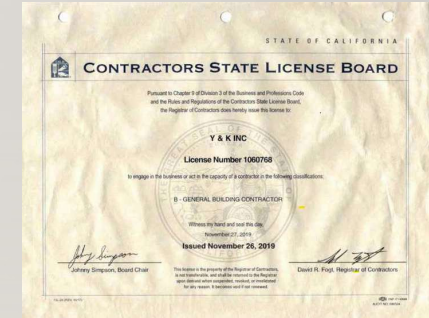 STATE OF CALIFORNIA
CONTRACTORS STATE LICENSE BOARD
Pursuant to Chapter 9 of Division 3 of the Business and Professions Code
and the Rules and Regulations of the Contractors State License Board,
the Registrar of Contractors does hereby issue this license to:
Y & K INC
License Number 1060768
to engage in the business or act in the capacity of a contractor in the following classifications:
B - GENERAL BUILDING CONTRACTOR
Witness my hand and seal this day,
November 27, 2019
Issued November 26, 2019
Johnny Simpson, Board Chair
This license is the property of the Registrar of Contractors,
is not transferable, and shall be returned to the Registrar
upon demand when suspended, revoked, or invalidated
for any reason. It becomes void if not renewed.
David R. Fogt, Registrar of Contractors